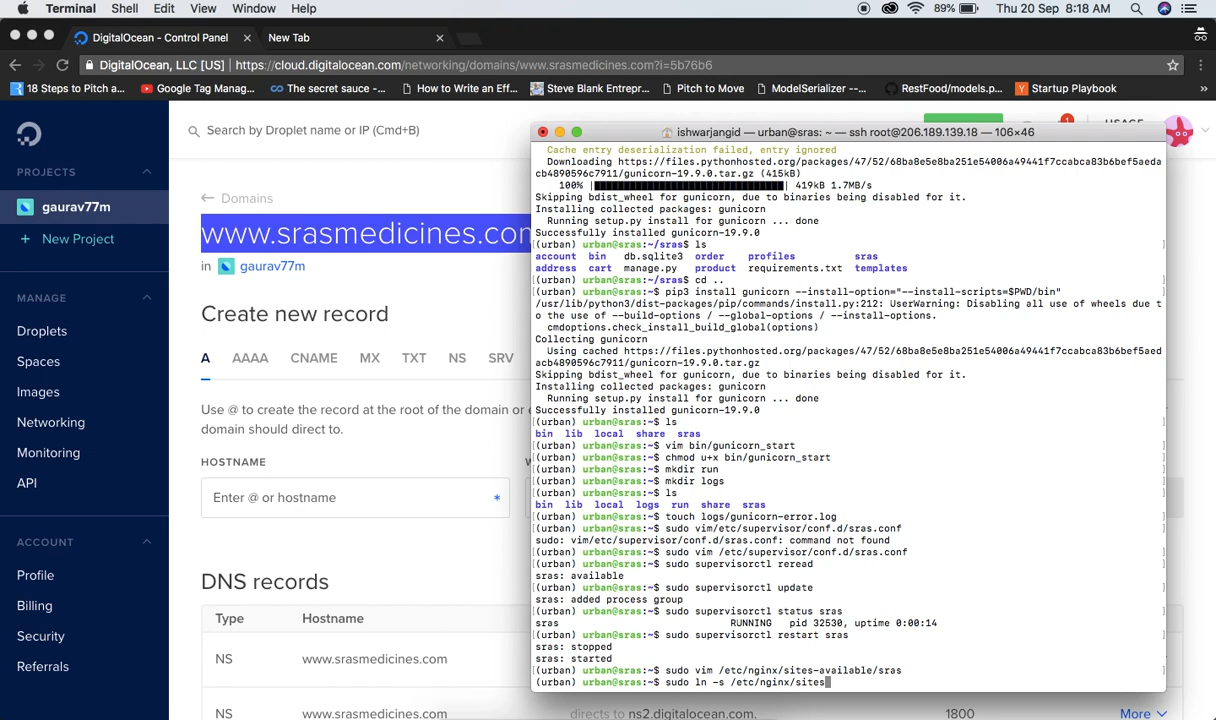 Terminal Shell Edit View Window Help 89% Thu 20 Sep 8:18 AM
DigitalOcean - Control Panel New Tab
DigitalOcean, LLC [US] | https://cloud.digitalocean.com/networking/domains/www.srasmedicines.com?i=5b76b6
18 Steps to Pitch a... Google Tag Manag... The secret sauce -... How to Write an Eff... Steve Blank Entrepr... Pitch to Move ModelSerializer --... RestFood/models.p... Startup Playbook »
Search by Droplet name or IP (Cmd+B)
USAGE
PROJECTS
gaurav77m
+ New Project
MANAGE
Droplets
Spaces
Images
Networking
Monitoring
API
ACCOUNT
Profile
Billing
Security
Referrals
← Domains
www.srasmedicines.com
in gaurav77m
Create new record
A AAAA CNAME MX TXT NS SRV
Use @ to create the record at the root of the domain or
domain should direct to.
HOSTNAME
Enter @ or hostname *
DNS records
Type Hostname
NS www.srasmedicines.com
NS www.srasmedicines.com directs to ns2.digitalocean.com. 1800 More
ishwarjangid — urban@sras: ~ — ssh root@206.189.139.18 — 106×46
Cache entry deserialization failed, entry ignored
Downloading https://files.pythonhosted.org/packages/47/52/68ba8e5e8ba251e54006a49441f7ccabca83b6bef5aeda
cb4890596c7911/gunicorn-19.9.0.tar.gz (415kB)
100% | | 419kB 1.7MB/s
Skipping bdist_wheel for gunicorn, due to binaries being disabled for it.
Installing collected packages: gunicorn
Running setup.py install for gunicorn ... done
Successfully installed gunicorn-19.9.0
[(urban) urban@sras:~/sras$ ls ]
account bin db.sqlite3 order profiles sras
address cart manage.py product requirements.txt templates
[(urban) urban@sras:~/sras$ cd .. ]
[(urban) urban@sras:~$ pip3 install gunicorn --install-option="--install-scripts=$PWD/bin" ]
/usr/lib/python3/dist-packages/pip/commands/install.py:212: UserWarning: Disabling all use of wheels due t
o the use of --build-options / --global-options / --install-options.
cmdoptions.check_install_build_global(options)
Collecting gunicorn
Using cached https://files.pythonhosted.org/packages/47/52/68ba8e5e8ba251e54006a49441f7ccabca83b6bef5aed
acb4890596c7911/gunicorn-19.9.0.tar.gz
Skipping bdist_wheel for gunicorn, due to binaries being disabled for it.
Installing collected packages: gunicorn
Running setup.py install for gunicorn ... done
Successfully installed gunicorn-19.9.0
[(urban) urban@sras:~$ ls ]
bin lib local share sras
[(urban) urban@sras:~$ vim bin/gunicorn_start ]
[(urban) urban@sras:~$ chmod u+x bin/gunicorn_start ]
[(urban) urban@sras:~$ mkdir run ]
[(urban) urban@sras:~$ mkdir logs ]
[(urban) urban@sras:~$ ls ]
bin lib local logs run share sras
[(urban) urban@sras:~$ touch logs/gunicorn-error.log ]
[(urban) urban@sras:~$ sudo vim/etc/supervisor/conf.d/sras.conf ]
sudo: vim/etc/supervisor/conf.d/sras.conf: command not found
[(urban) urban@sras:~$ sudo vim /etc/supervisor/conf.d/sras.conf ]
[(urban) urban@sras:~$ sudo supervisorctl reread ]
sras: available
[(urban) urban@sras:~$ sudo supervisorctl update ]
sras: added process group
[(urban) urban@sras:~$ sudo supervisorctl status sras ]
sras RUNNING pid 32530, uptime 0:00:14
[(urban) urban@sras:~$ sudo supervisorctl restart sras ]
sras: stopped
sras: started
[(urban) urban@sras:~$ sudo vim /etc/nginx/sites-available/sras ]
(urban) urban@sras:~$ sudo ln -s /etc/nginx/sites